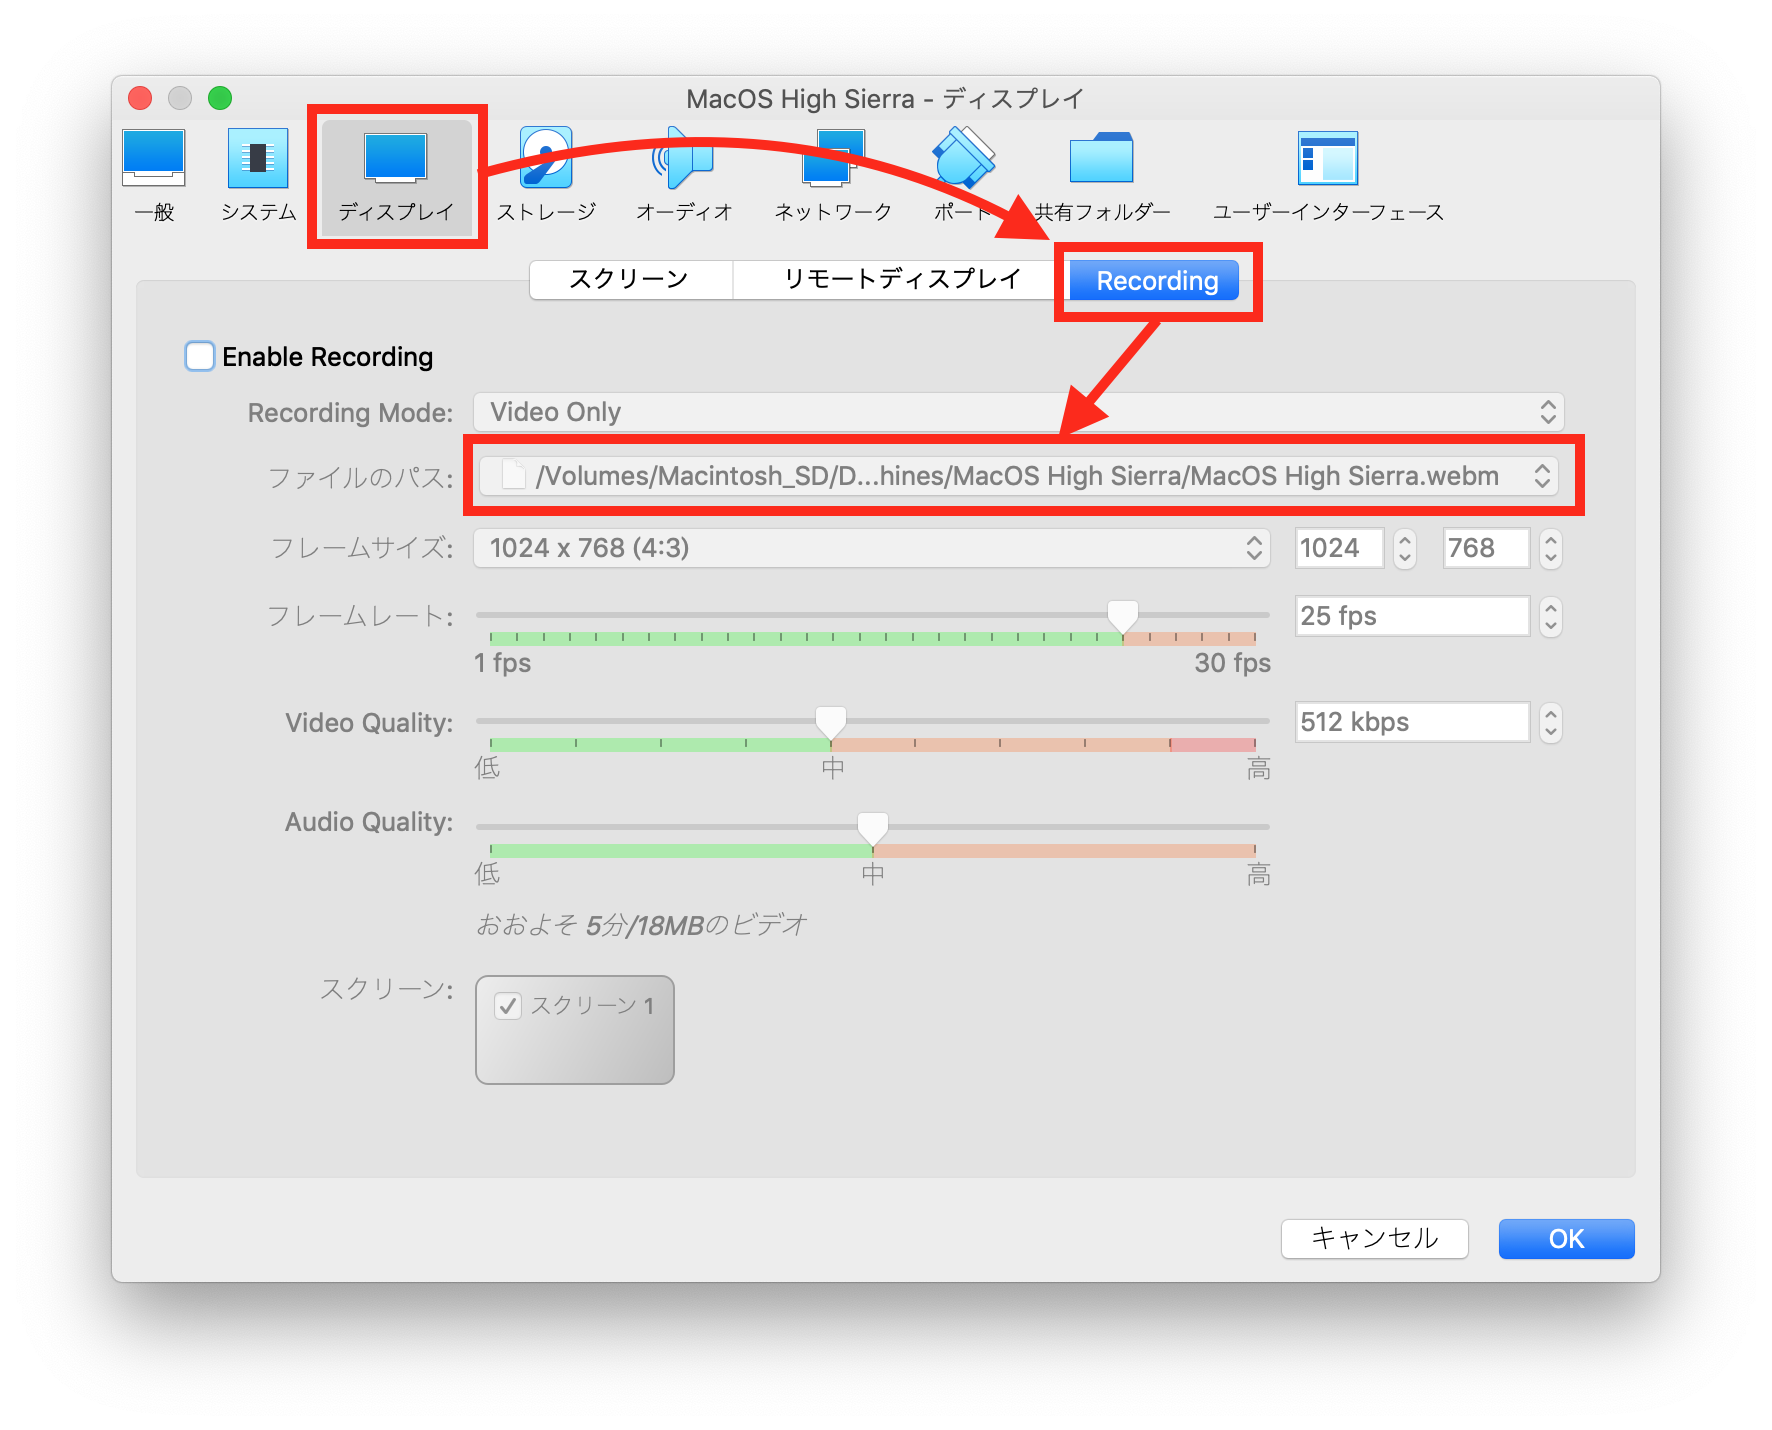 MacOS High Sierra - ディスプレイ
一般 システム ディスプレイ ストレージ オーディオ ネットワーク ポート 共有フォルダー ユーザーインターフェース
スクリーン リモートディスプレイ Recording
Enable Recording
Recording Mode: Video Only
ファイルのパス: /Volumes/Macintosh_SD/D...hines/MacOS High Sierra/MacOS High Sierra.webm
フレームサイズ: 1024 x 768 (4:3) 1024 768
フレームレート: 25 fps
1 fps 30 fps
Video Quality: 512 kbps
低 中 高
Audio Quality:
低 中 高
おおよそ 5分/18MBのビデオ
スクリーン: スクリーン 1
キャンセル OK